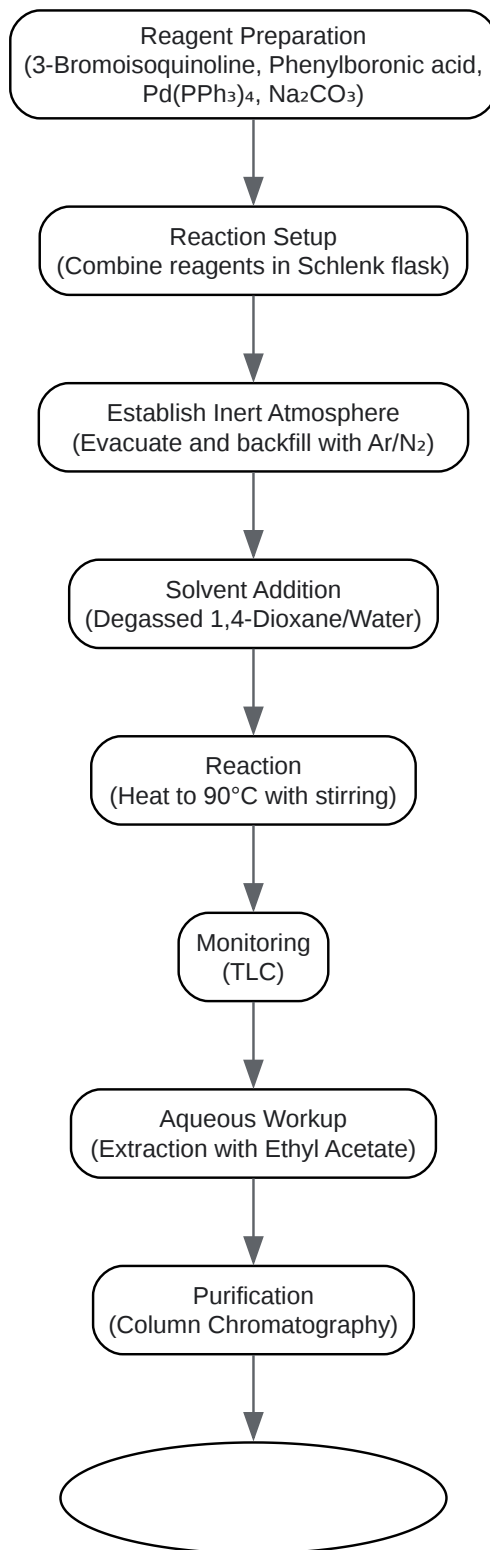 Reagent Preparation
(3-Bromoisoquinoline, Phenylboronic acid,
Pd(PPh₃)₄, Na₂CO₃)
Reaction Setup
(Combine reagents in Schlenk flask)
Establish Inert Atmosphere
(Evacuate and backfill with Ar/N₂)
Solvent Addition
(Degassed 1,4-Dioxane/Water)
Reaction
(Heat to 90°C with stirring)
Monitoring
(TLC)
Aqueous Workup
(Extraction with Ethyl Acetate)
Purification
(Column Chromatography)